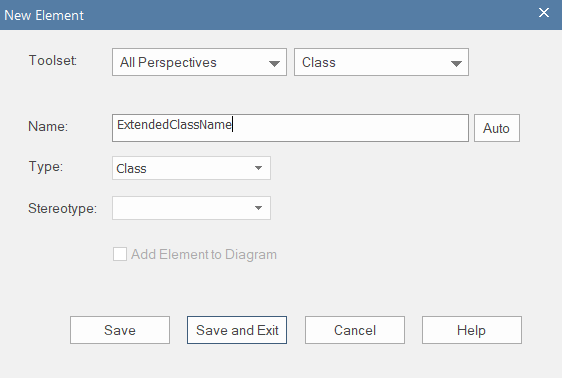 New Element
Toolset: All Perspectives Class
Name: ExtendedClassName Auto
Type: Class
Stereotype:
Add Element to Diagram
Save Save and Exit Cancel Help